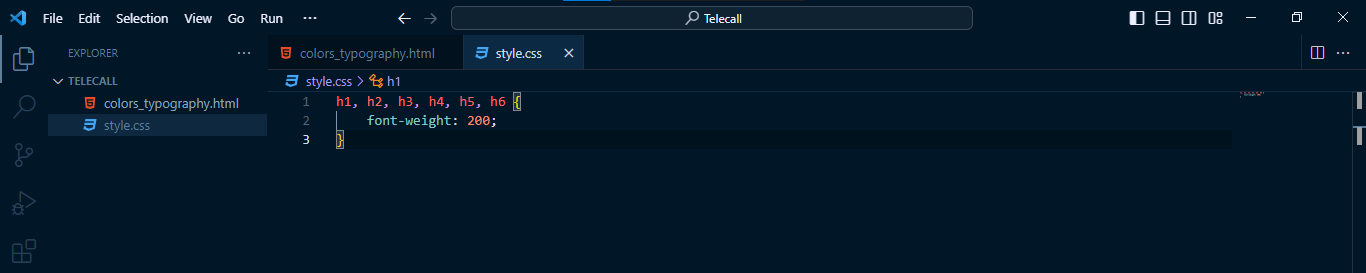 File Edit Selection View Go Run ···
Telecall
EXPLORER ···
TELECALL
colors_typography.html
style.css
colors_typography.html style.css
style.css > h1
1 h1, h2, h3, h4, h5, h6 {
2 font-weight: 200;
3 }